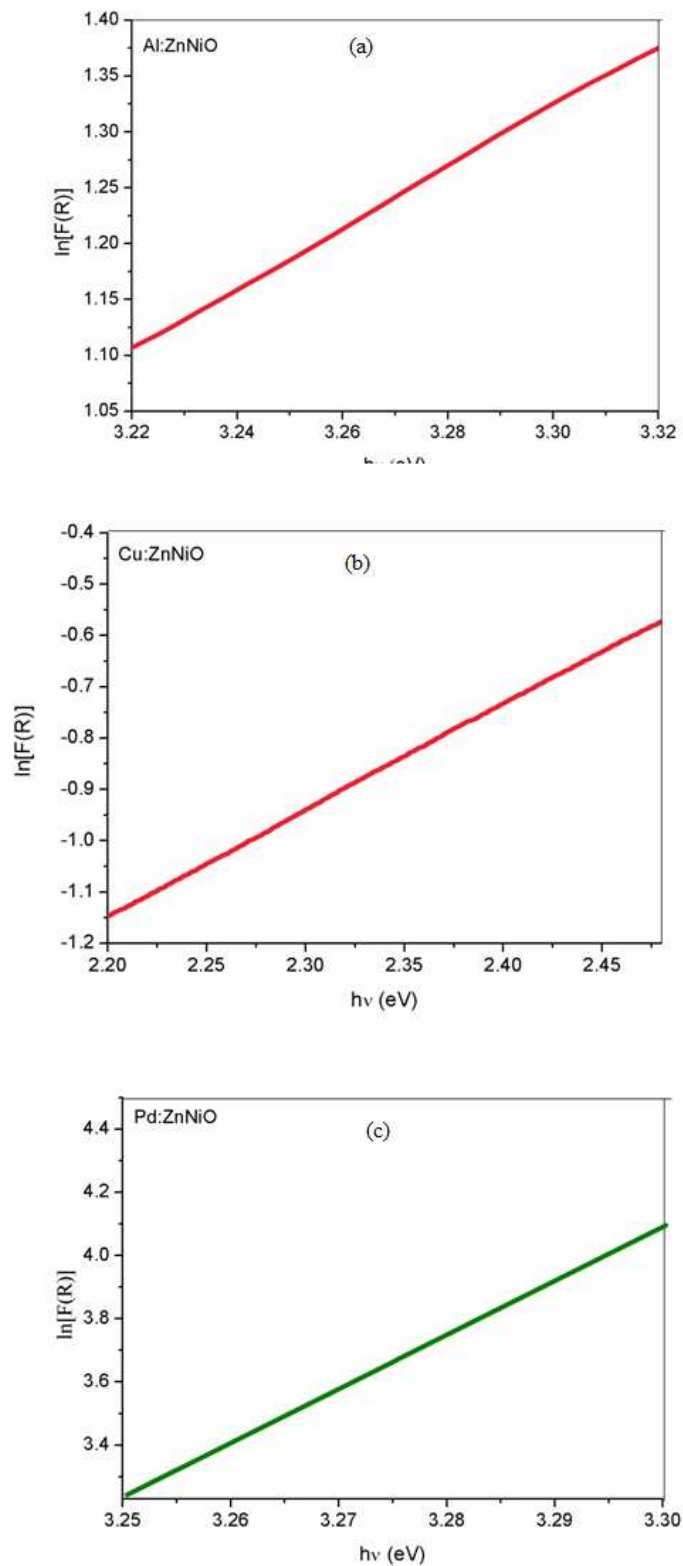 Al:ZnNiO
(a)
ln[F(R)]
1.40
1.35
1.30
1.25
1.20
1.15
1.10
1.05
3.22 3.24 3.26 3.28 3.30 3.32
hν (eV)
Cu:ZnNiO
(b)
ln[F(R)]
-0.4
-0.5
-0.6
-0.7
-0.8
-0.9
-1.0
-1.1
-1.2
2.20 2.25 2.30 2.35 2.40 2.45
hν (eV)
Pd:ZnNiO
(c)
ln[F(R)]
4.4
4.2
4.0
3.8
3.6
3.4
3.25 3.26 3.27 3.28 3.29 3.30
hν (eV)